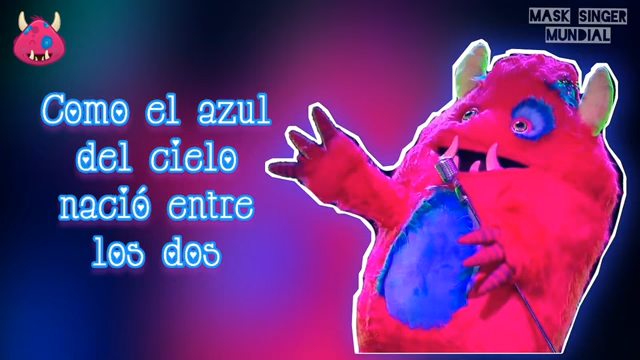 MASK SINGER
MUNDIAL
Como el azul
del cielo
nació entre
los dos